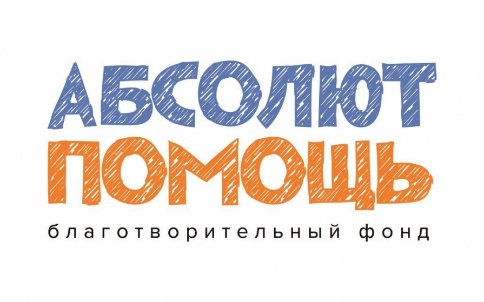 АБСОЛЮТ
ПОМОЩЬ
благотворительный фонд